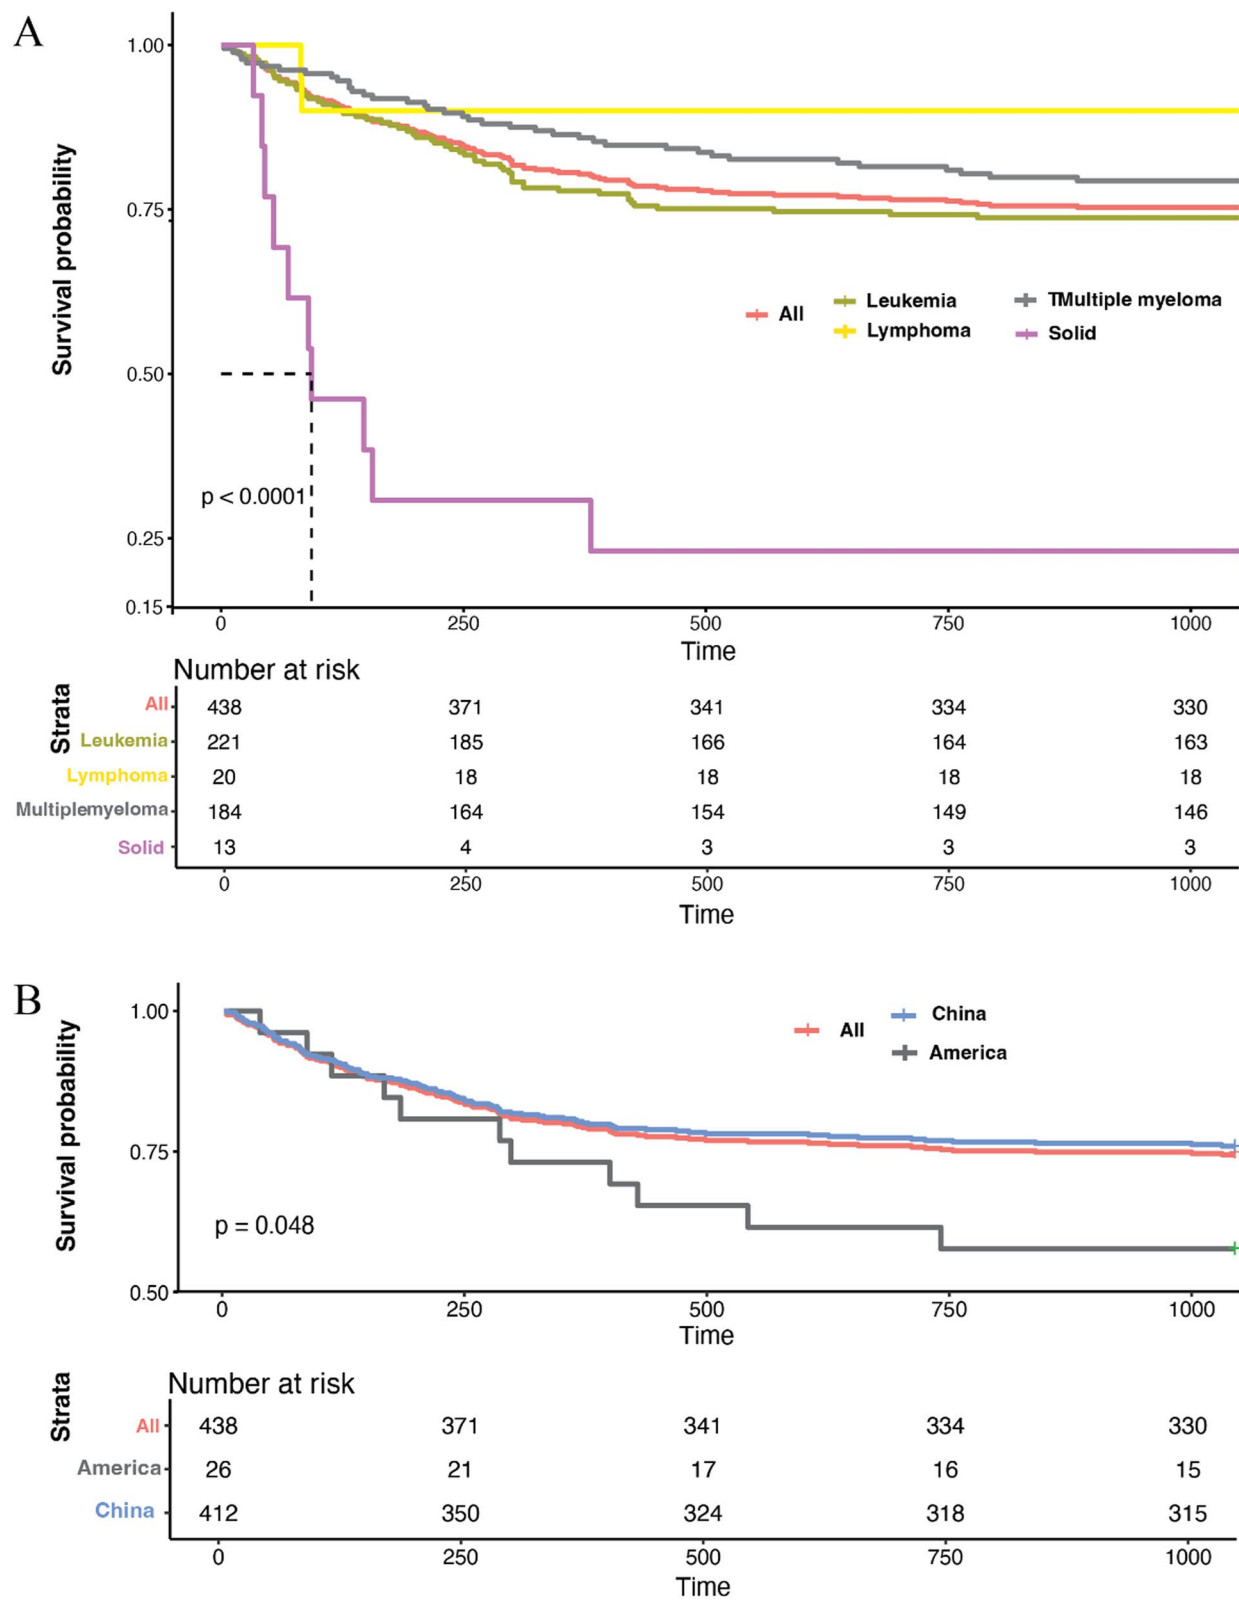 A
1.00
0.75
0.50
0.25
0.15
Survival probability
All
Leukemia
Lymphoma
TMultiple myeloma
Solid
p < 0.0001
0 250 500 750 1000
Time
Number at risk
Strata
All 438 371 341 334 330
Leukemia 221 185 166 164 163
Lymphoma 20 18 18 18 18
Multiplemyeloma 184 164 154 149 146
Solid 13 4 3 3 3
0 250 500 750 1000
Time
B
1.00
0.75
0.50
Survival probability
All
China
America
p = 0.048
0 250 500 750 1000
Time
Number at risk
Strata
All 438 371 341 334 330
America 26 21 17 16 15
China 412 350 324 318 315
0 250 500 750 1000
Time